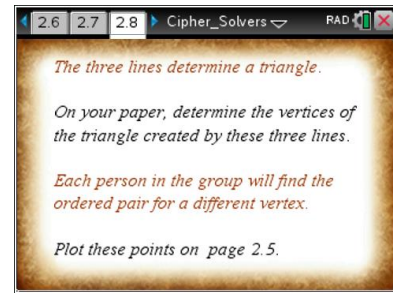 2.6 2.7 2.8 Cipher_Solvers RAD
The three lines determine a triangle.
On your paper, determine the vertices of
the triangle created by these three lines.
Each person in the group will find the
ordered pair for a different vertex.
Plot these points on page 2.5.